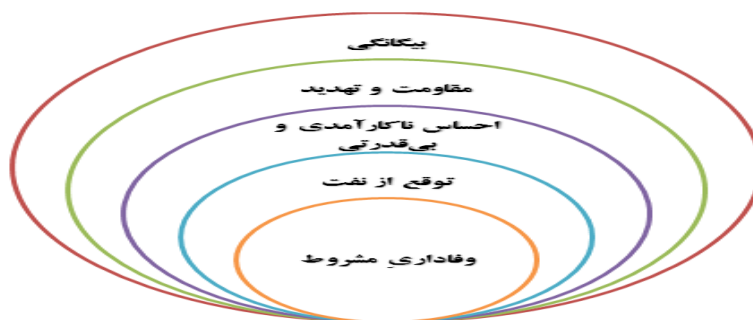 بیگانگی
مقاومت و تهدید
احساس ناکارآمدی و
بی‌قدرتی
توقع از نفت
وفاداریِ مشروط